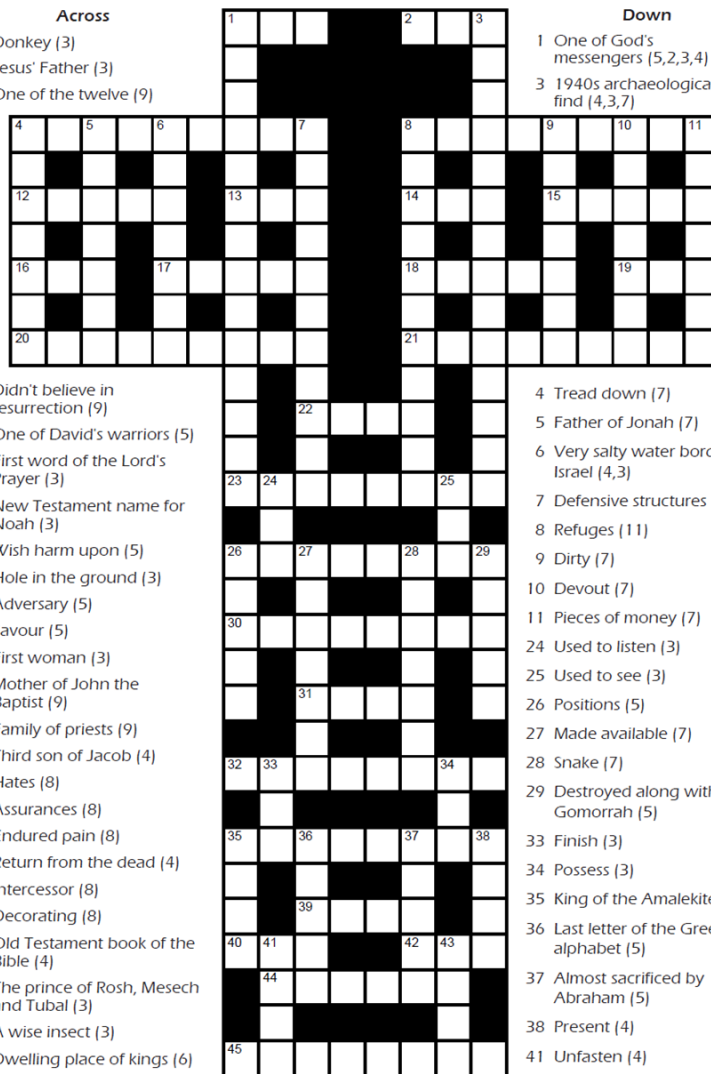 Across
Donkey (3)
esus' Father (3)
One of the twelve (9)
Didn't believe in
esurrection (9)
One of David's warriors (5)
First word of the Lord's
Prayer (3)
New Testament name for
Noah (3)
Wish harm upon (5)
Hole in the ground (3)
Adversary (5)
avour (5)
First woman (3)
Mother of John the
Baptist (9)
Family of priests (9)
Third son of Jacob (4)
Hates (8)
Assurances (8)
Endured pain (8)
Return from the dead (4)
Intercessor (8)
Decorating (8)
Old Testament book of the
Bible (4)
The prince of Rosh, Mesech
and Tubal (3)
A wise insect (3)
Dwelling place of kings (6)
1 2 3
4 5 6 7 8 9 10 11
12 13 14 15
16 17 18 19
20 21
22
23 24 25
26 27 28 29
30
31
32 33 34
35 36 37 38
39
40 41 42 43
44
45
Down
1 One of God's
messengers (5,2,3,4)
3 1940s archaeologica
find (4,3,7)
4 Tread down (7)
5 Father of Jonah (7)
6 Very salty water bord
Israel (4,3)
7 Defensive structures
8 Refuges (11)
9 Dirty (7)
10 Devout (7)
11 Pieces of money (7)
24 Used to listen (3)
25 Used to see (3)
26 Positions (5)
27 Made available (7)
28 Snake (7)
29 Destroyed along with
Gomorrah (5)
33 Finish (3)
34 Possess (3)
35 King of the Amalekite
36 Last letter of the Gree
alphabet (5)
37 Almost sacrificed by
Abraham (5)
38 Present (4)
41 Unfasten (4)